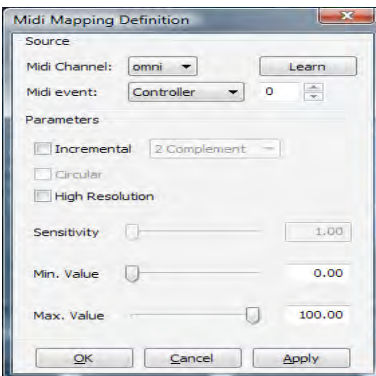 Midi Mapping Definition
Source
Midi Channel: omni Learn
Midi event: Controller 0
Parameters
Incremental 2 Complement
Circular
High Resolution
Sensitivity 1.00
Min. Value 0.00
Max. Value 100.00
OK Cancel Apply